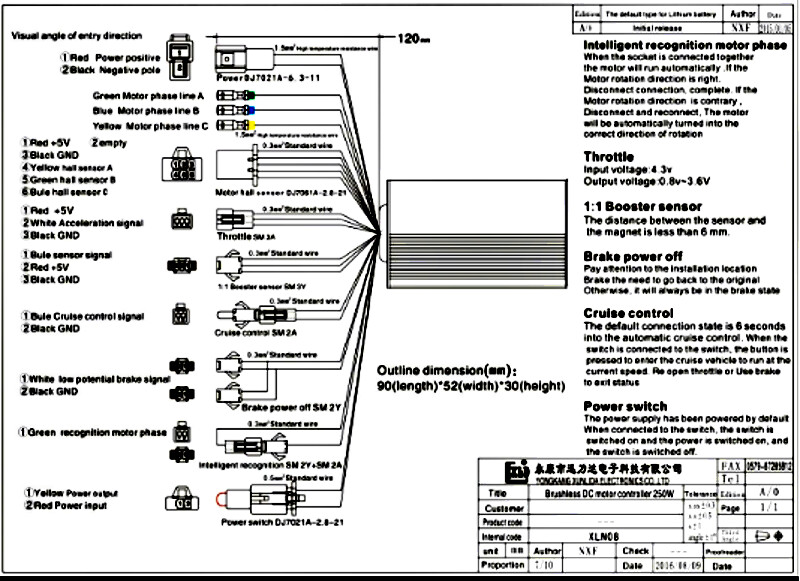 Edition The default type for Lithium battery Author Date
A/0 Initial release NXF
Visual angle of entry direction
①Red Power positive
②Black Negative pole
1.5mm² High temperature resistance wire
120mm
Power DJ7021A-6.3-11
Green Motor phase line A
Blue Motor phase line B
Yellow Motor phase line C
1.5mm² High temperature resistance wire
①Red +5V ②empty
③Black GND
④Yellow hall sensor A
⑤Green hall sensor B
⑥Bule hall sensor C
0.3mm² Standard wire
Motor hall sensor DJ7061A-2.8-21
①Red +5V
②White Acceleration signal
③Black GND
0.3mm² Standard wire
Throttle SM 3A
①Bule sensor signal
②Red +5V
③Black GND
0.3mm² Standard wire
1:1 Booster sensor SM 3Y
①Bule Cruise control signal
②Black GND
0.3mm² Standard wire
Cruise control SM 2A
①White low potential brake signal
②Black GND
0.3mm² Standard wire
Brake power off SM 2Y
①Green recognition motor phase
0.3mm² Standard wire
Intelligent recognition SM 2Y+SM 2A
①Yellow Power output
②Red Power input
0.5mm² Standard wire
Power switch DJ7021A-2.8-21
Outline dimension(mm):
90(length)*52(width)*30(height)
Intelligent recognition motor phase
When the socket is connected together
the motor will run automatically .If the
Motor rotation direction is right.
Disconnect connection, complete. If the
Motor rotation direction is contrary ,
Disconnect and reconnect, The motor
will be automatically turned into the
correct direction of rotation
Throttle
Input voltage:4.3v
Output voltage:0.8v~3.6V
1:1 Booster sensor
The distance between the sensor and
the magnet is less than 6 mm.
Brake power off
Pay attention to the installation location
Brake the need to go back to the original
Otherwise, it will always be in the brake state
Cruise control
The default connection state is 6 seconds
into the automatic cruise control. When the
switch is connected to the switch, the button is
pressed to enter the cruise vehicle to run at the
current speed. Re open throttle or Use brake
to exit status
Power switch
The power supply has been powered by default
When connected to the switch, the switch is
switched on and the power is switched on, and
the switch is switched off.
永康市迅力达电子科技有限公司
YONGKANG XUNLIDA ELECTRONICS CO., LTD
FAX
Tel
Title Brushless DC motor controller 250W Tolerance Edition A/0
Customer Page 1/1
Product code ---
Internal code XLN08 angle Third Angle
unit Author NXF Check --- Proofreader
Proportion 7/10 Date 2016/08/09 Date